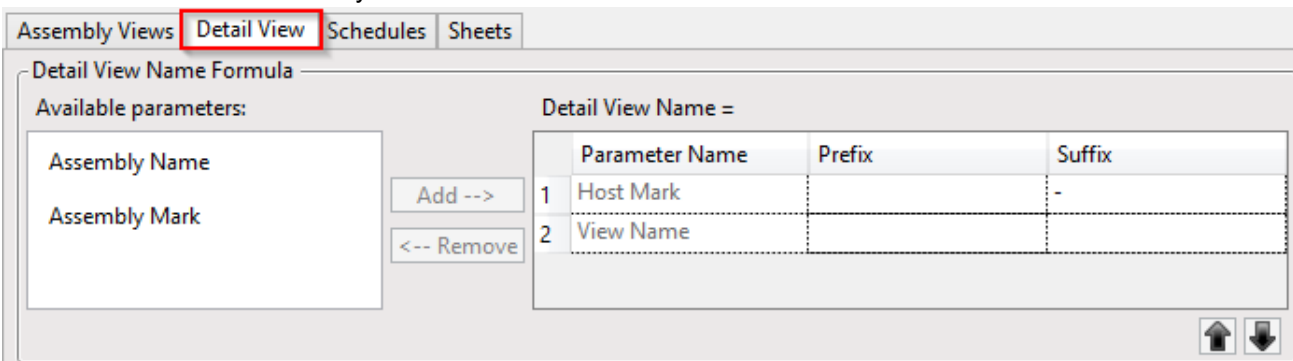 Assembly Views Detail View Schedules Sheets
Detail View Name Formula
Available parameters:
Detail View Name =
Assembly Name
Assembly Mark
Add -->
<-- Remove
Parameter Name Prefix Suffix
1 Host Mark -
2 View Name